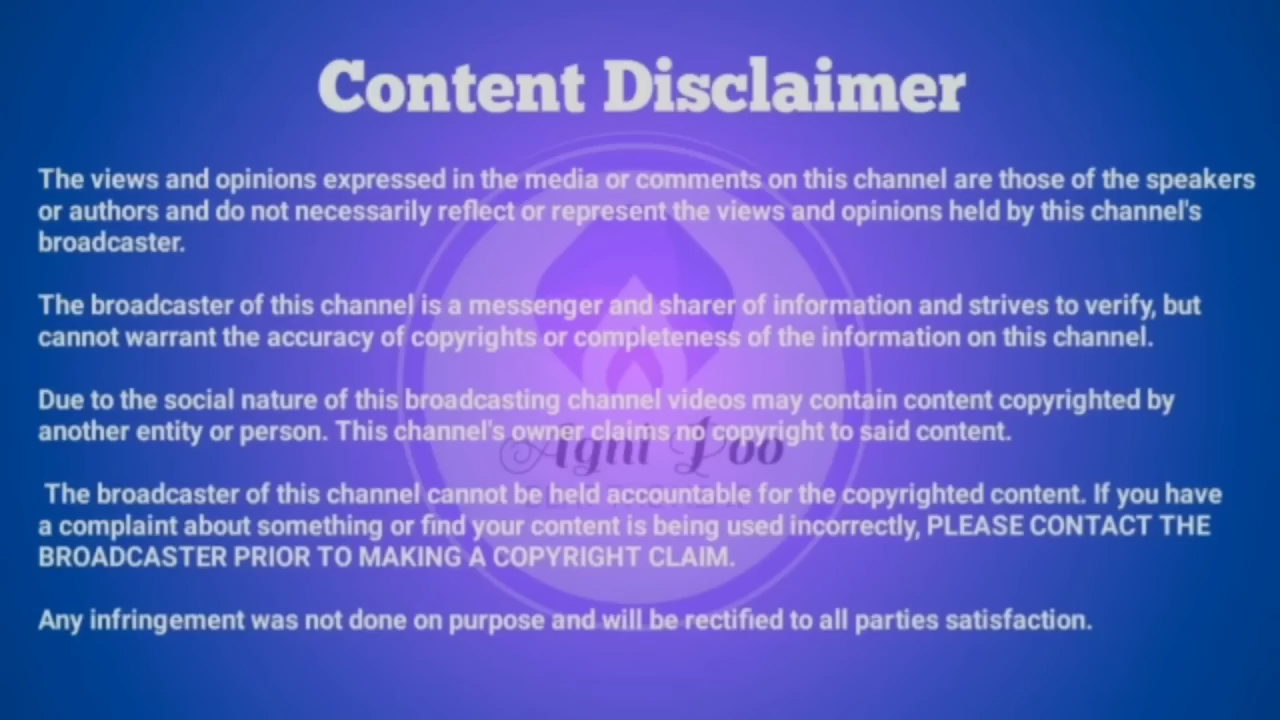 Content Disclaimer
The views and opinions expressed in the media or comments on this channel are those of the speakers
or authors and do not necessarily reflect or represent the views and opinions held by this channel's
broadcaster.
The broadcaster of this channel is a messenger and sharer of information and strives to verify, but
cannot warrant the accuracy of copyrights or completeness of the information on this channel.
Due to the social nature of this broadcasting channel videos may contain content copyrighted by
another entity or person. This channel's owner claims no copyright to said content.
Agni Poo
The broadcaster of this channel cannot be held accountable for the copyrighted content. If you have
a complaint about something or find your content is being used incorrectly, PLEASE CONTACT THE
BROADCASTER PRIOR TO MAKING A COPYRIGHT CLAIM.
Any infringement was not done on purpose and will be rectified to all parties satisfaction.